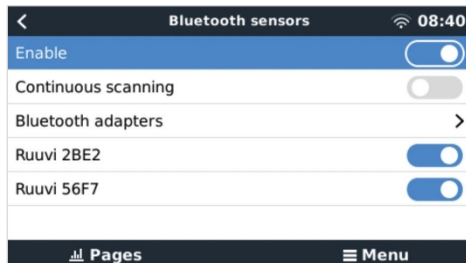 Bluetooth sensors 08:40
Enable
Continuous scanning
Bluetooth adapters
Ruuvi 2BE2
Ruuvi 56F7
Pages Menu